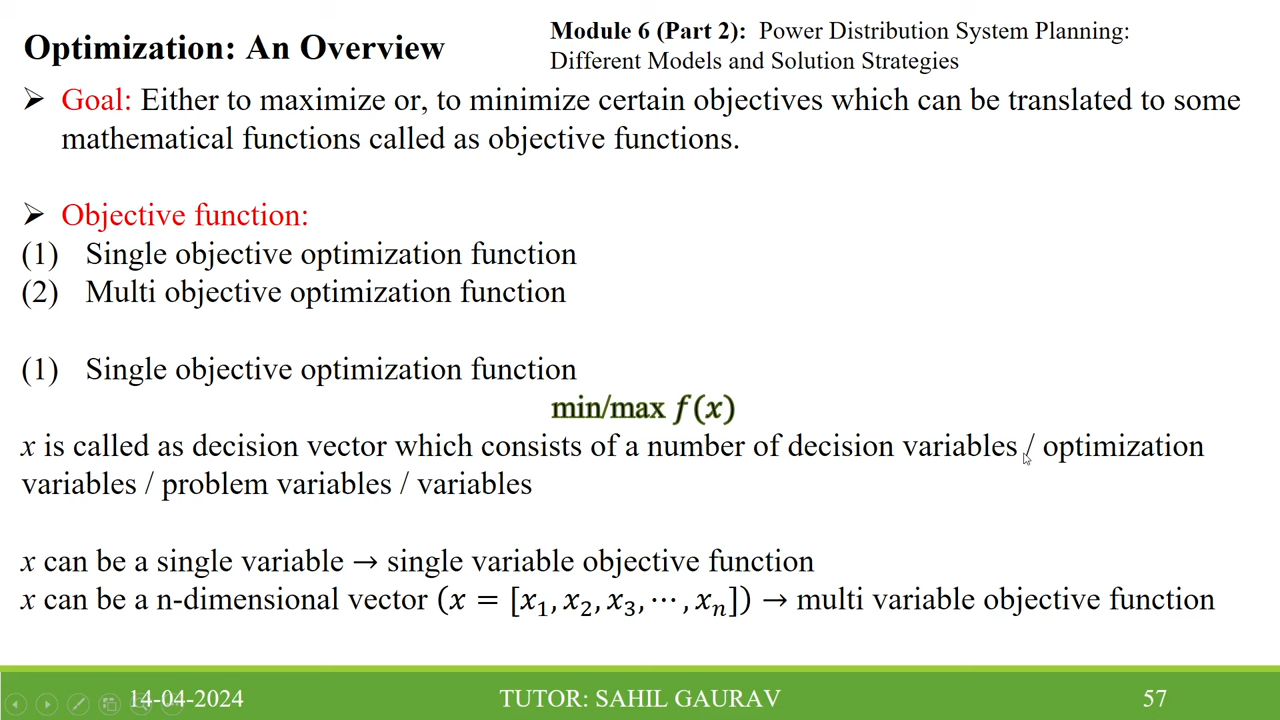 Optimization: An Overview
Module 6 (Part 2): Power Distribution System Planning:
Different Models and Solution Strategies
➢ Goal: Either to maximize or, to minimize certain objectives which can be translated to some
mathematical functions called as objective functions.
➢ Objective function:
(1) Single objective optimization function
(2) Multi objective optimization function
(1) Single objective optimization function
min/max 𝑓(𝑥)
x is called as decision vector which consists of a number of decision variables / optimization
variables / problem variables / variables
x can be a single variable → single variable objective function
x can be a n-dimensional vector (𝑥 = [𝑥₁, 𝑥₂, 𝑥₃, ⋯, 𝑥ₙ]) → multi variable objective function
14-04-2024
TUTOR: SAHIL GAURAV
57